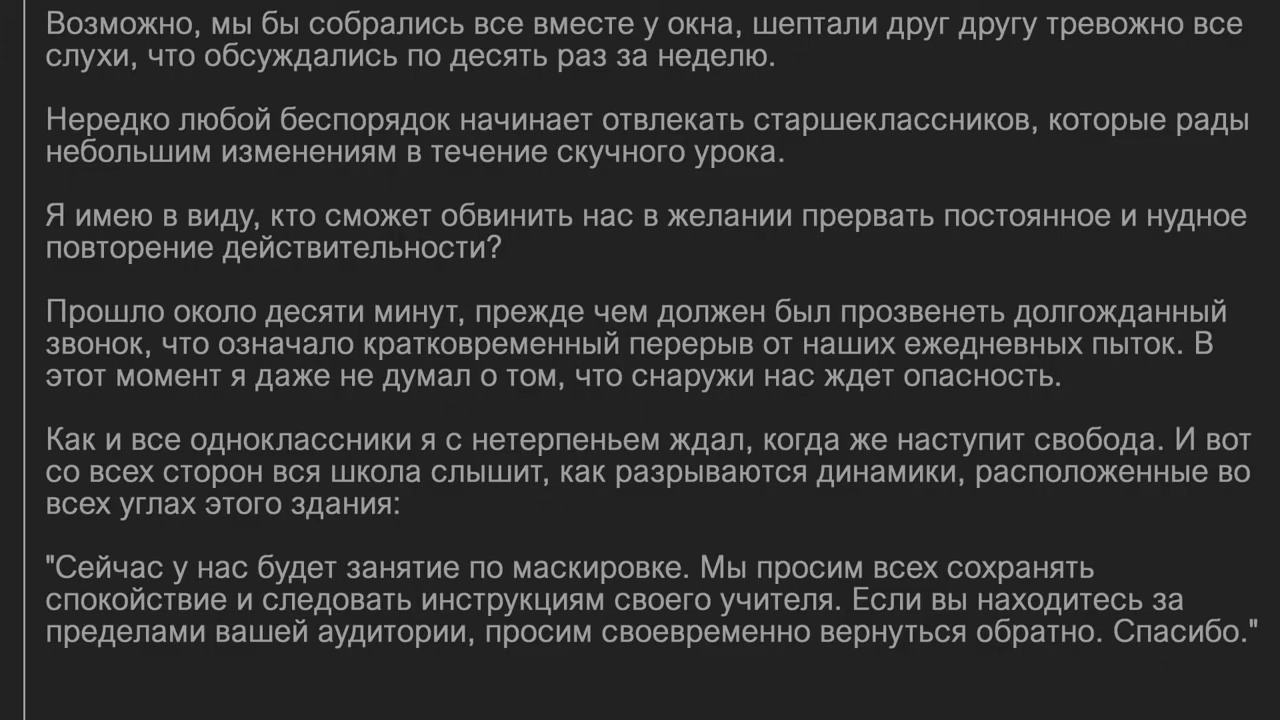 Возможно, мы бы собрались все вместе у окна, шептали друг другу тревожно все
слухи, что обсуждались по десять раз за неделю.
Нередко любой беспорядок начинает отвлекать старшеклассников, которые рады
небольшим изменениям в течение скучного урока.
Я имею в виду, кто сможет обвинить нас в желании прервать постоянное и нудное
повторение действительности?
Прошло около десяти минут, прежде чем должен был прозвенеть долгожданный
звонок, что означало кратковременный перерыв от наших ежедневных пыток. В
этот момент я даже не думал о том, что снаружи нас ждет опасность.
Как и все одноклассники я с нетерпеньем ждал, когда же наступит свобода. И вот
со всех сторон вся школа слышит, как разрываются динамики, расположенные во
всех углах этого здания:
"Сейчас у нас будет занятие по маскировке. Мы просим всех сохранять
спокойствие и следовать инструкциям своего учителя. Если вы находитесь за
пределами вашей аудитории, просим своевременно вернуться обратно. Спасибо."